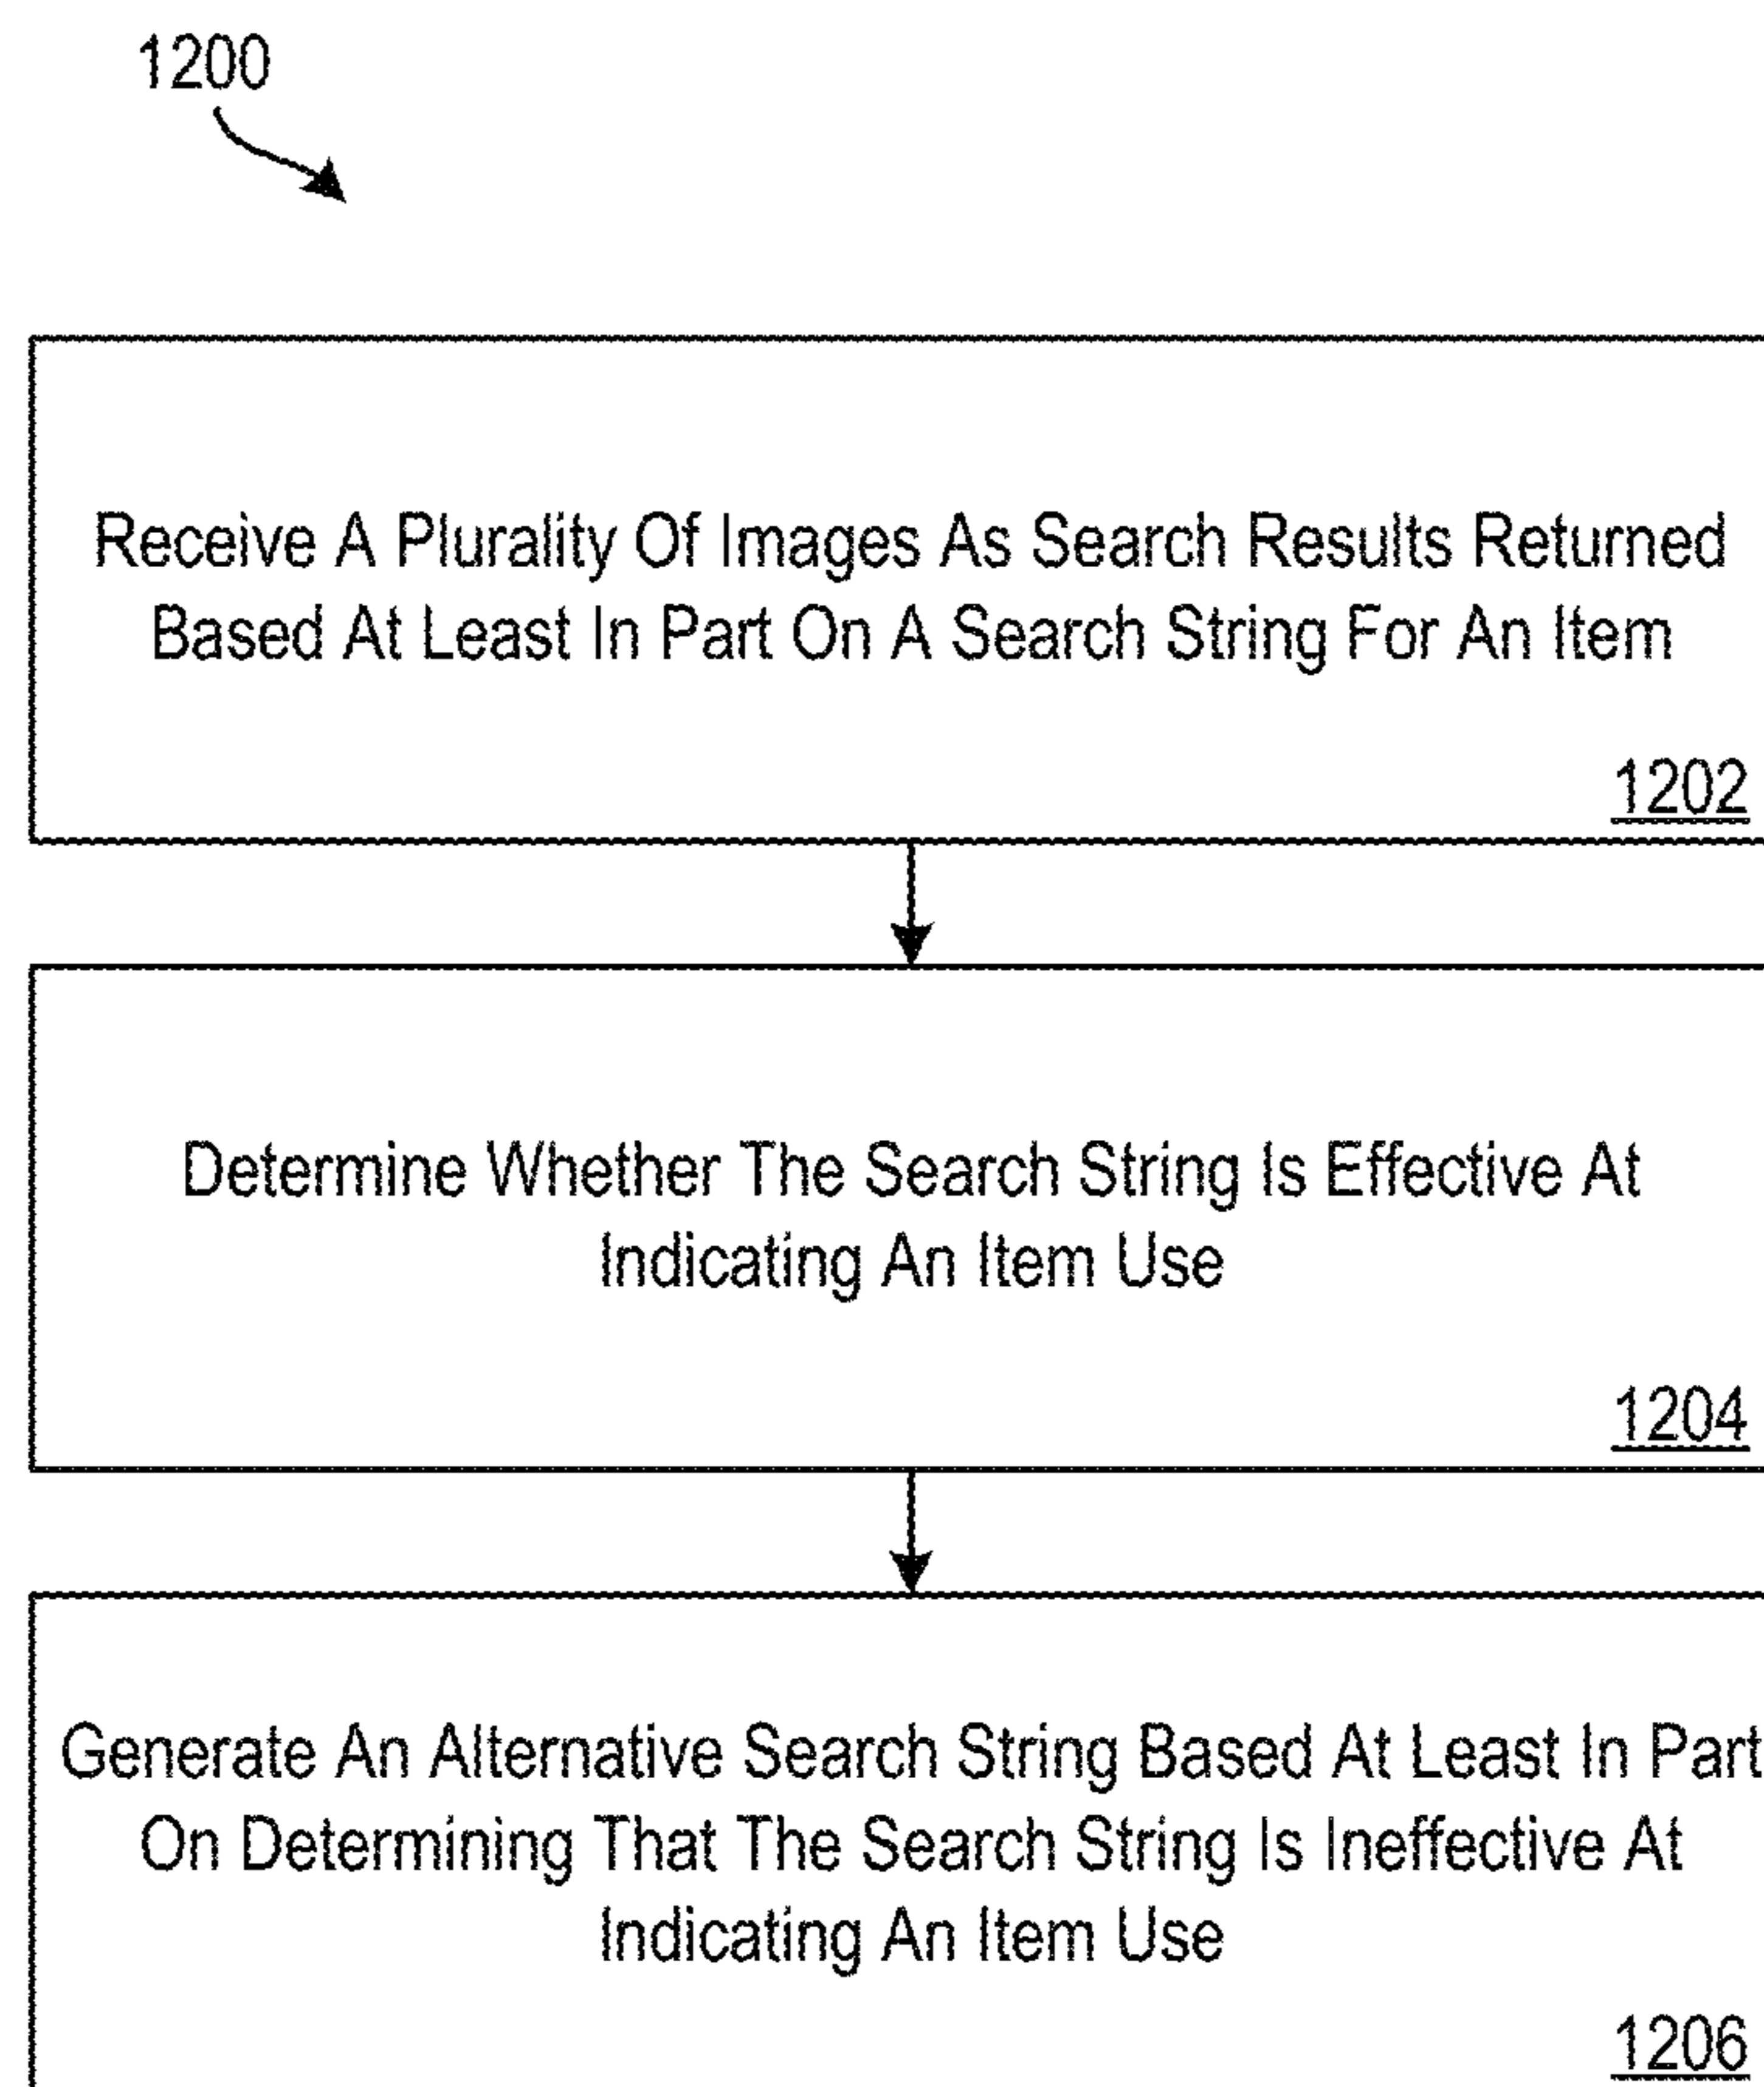 1200
Receive A Plurality Of Images As Search Results Returned
Based At Least In Part On A Search String For An Item
1202
Determine Whether The Search String Is Effective At
Indicating An Item Use
1204
Generate An Alternative Search String Based At Least In Part
On Determining That The Search String Is Ineffective At
Indicating An Item Use
1206